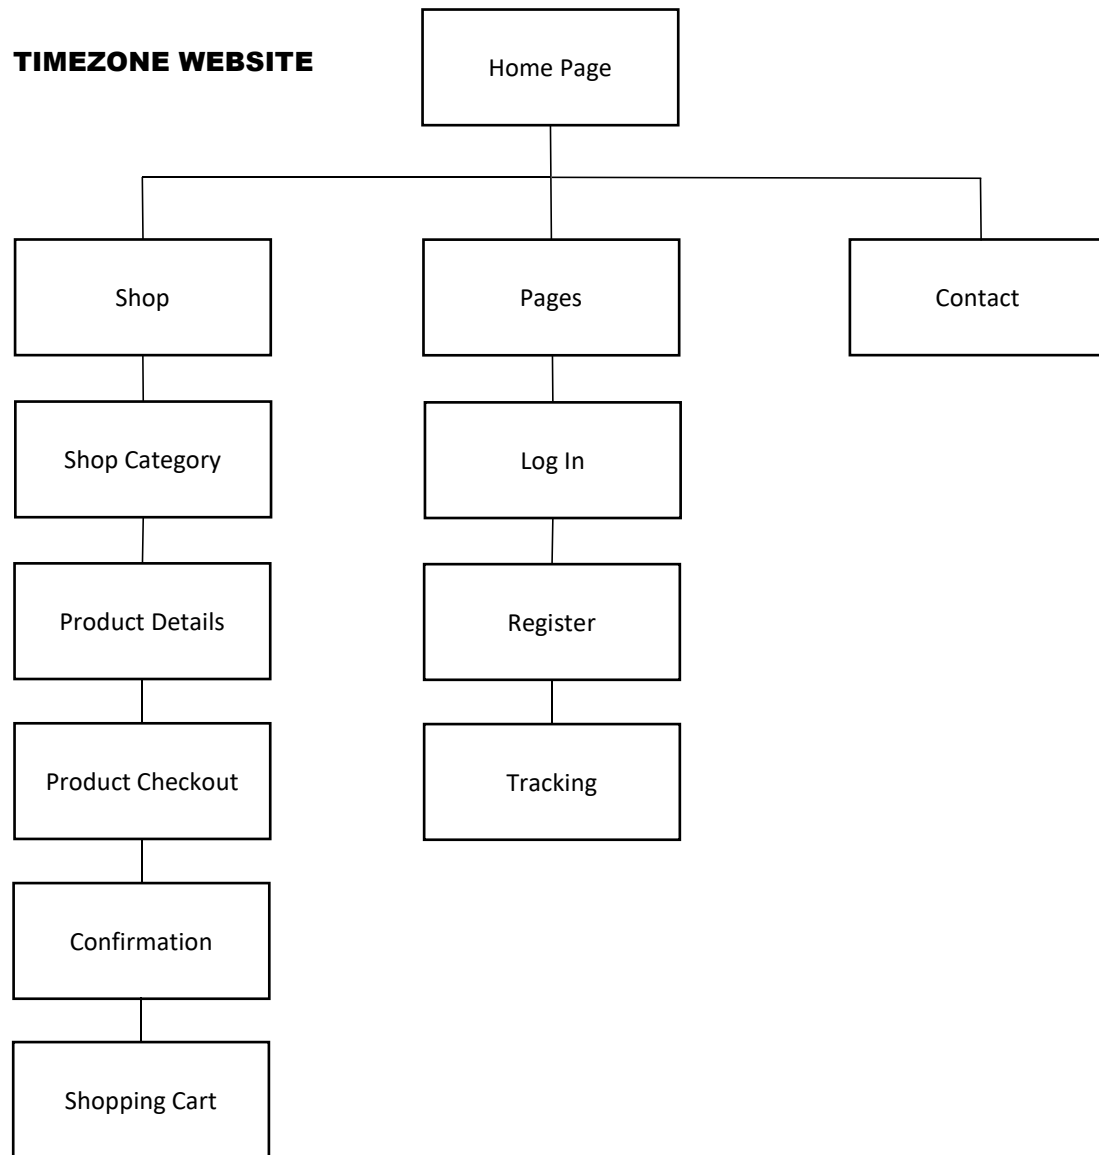 TIMEZONE WEBSITE
Home Page
Shop
Pages
Contact
Shop Category
Log In
Product Details
Register
Product Checkout
Tracking
Confirmation
Shopping Cart